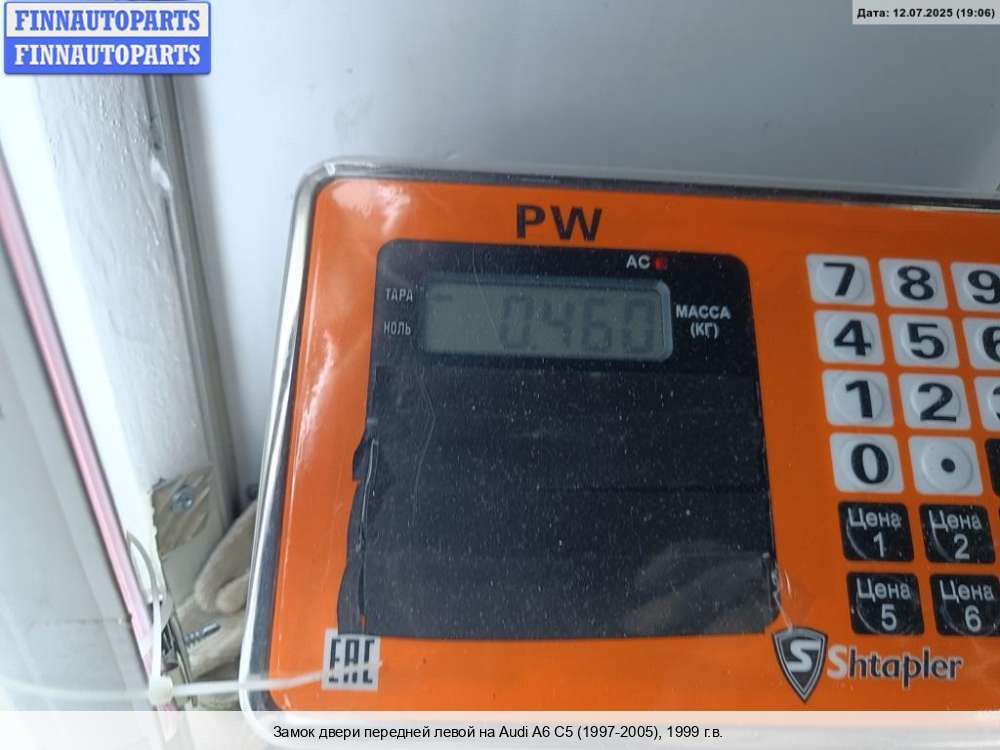 FINNAUTOPARTS
FINNAUTOPARTS
Дата: 12.07.2025 (19:06)
PW
AC
ТАРА
НОЛЬ
0.460
МАССА
(КГ)
7 8 9
4 5 6
1 2
0 .
Цена 1
Цена 2
Цена 5
Цена 6
EAC
Shtapler
Замок двери передней левой на Audi A6 C5 (1997-2005), 1999 г.в.